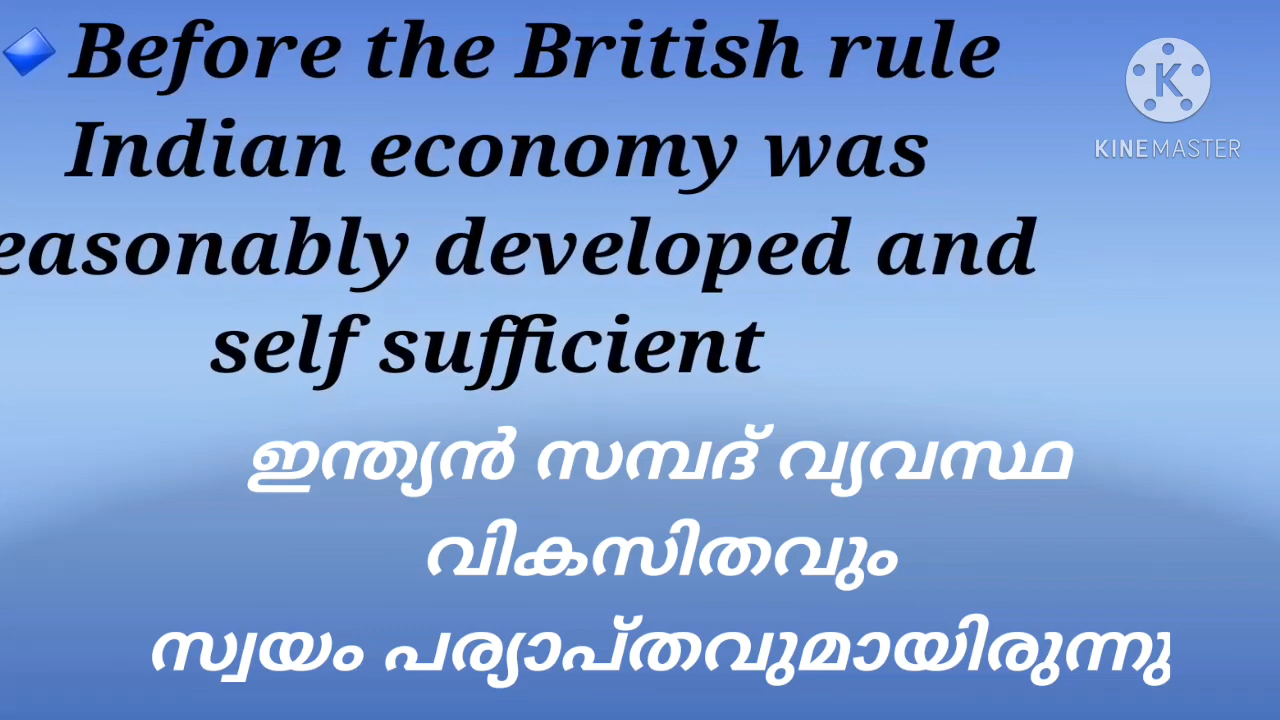 Before the British rule
Indian economy was
easonably developed and
self sufficient
ഇന്ത്യൻ സമ്പദ് വ്യവസ്ഥ
വികസിതവും
സ്വയം പര്യാപ്തവുമായിരുന്നു
K
KINEMASTER